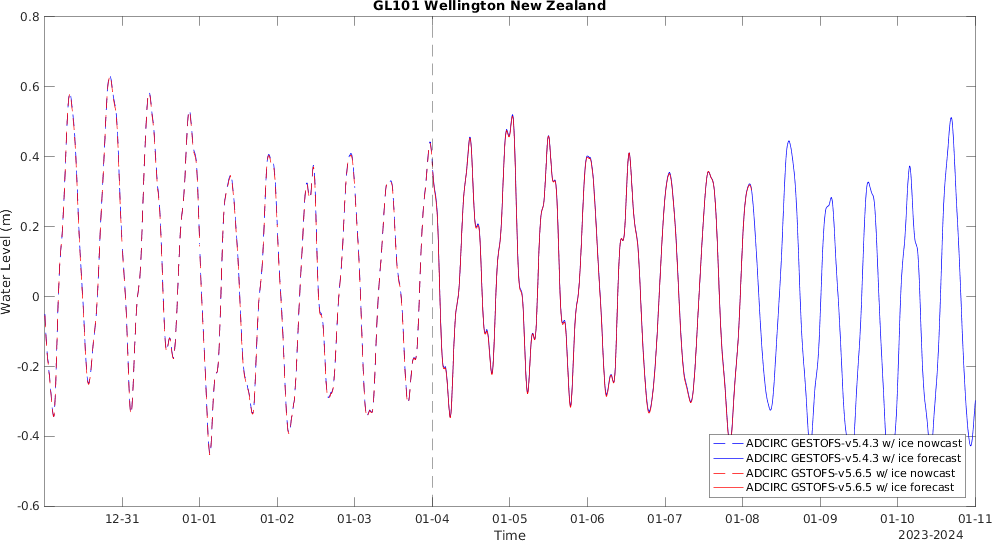 GL101 Wellington New Zealand
0.8
0.6
0.4
0.2
0
-0.2
-0.4
-0.6
Water Level (m)
ADCIRC GESTOFS-v5.4.3 w/ ice nowcast
ADCIRC GESTOFS-v5.4.3 w/ ice forecast
ADCIRC GSTOFS-v5.6.5 w/ ice nowcast
ADCIRC GSTOFS-v5.6.5 w/ ice forecast
12-31 01-01 01-02 01-03 01-04 01-05 01-06 01-07 01-08 01-09 01-10 01-11
Time
2023-2024